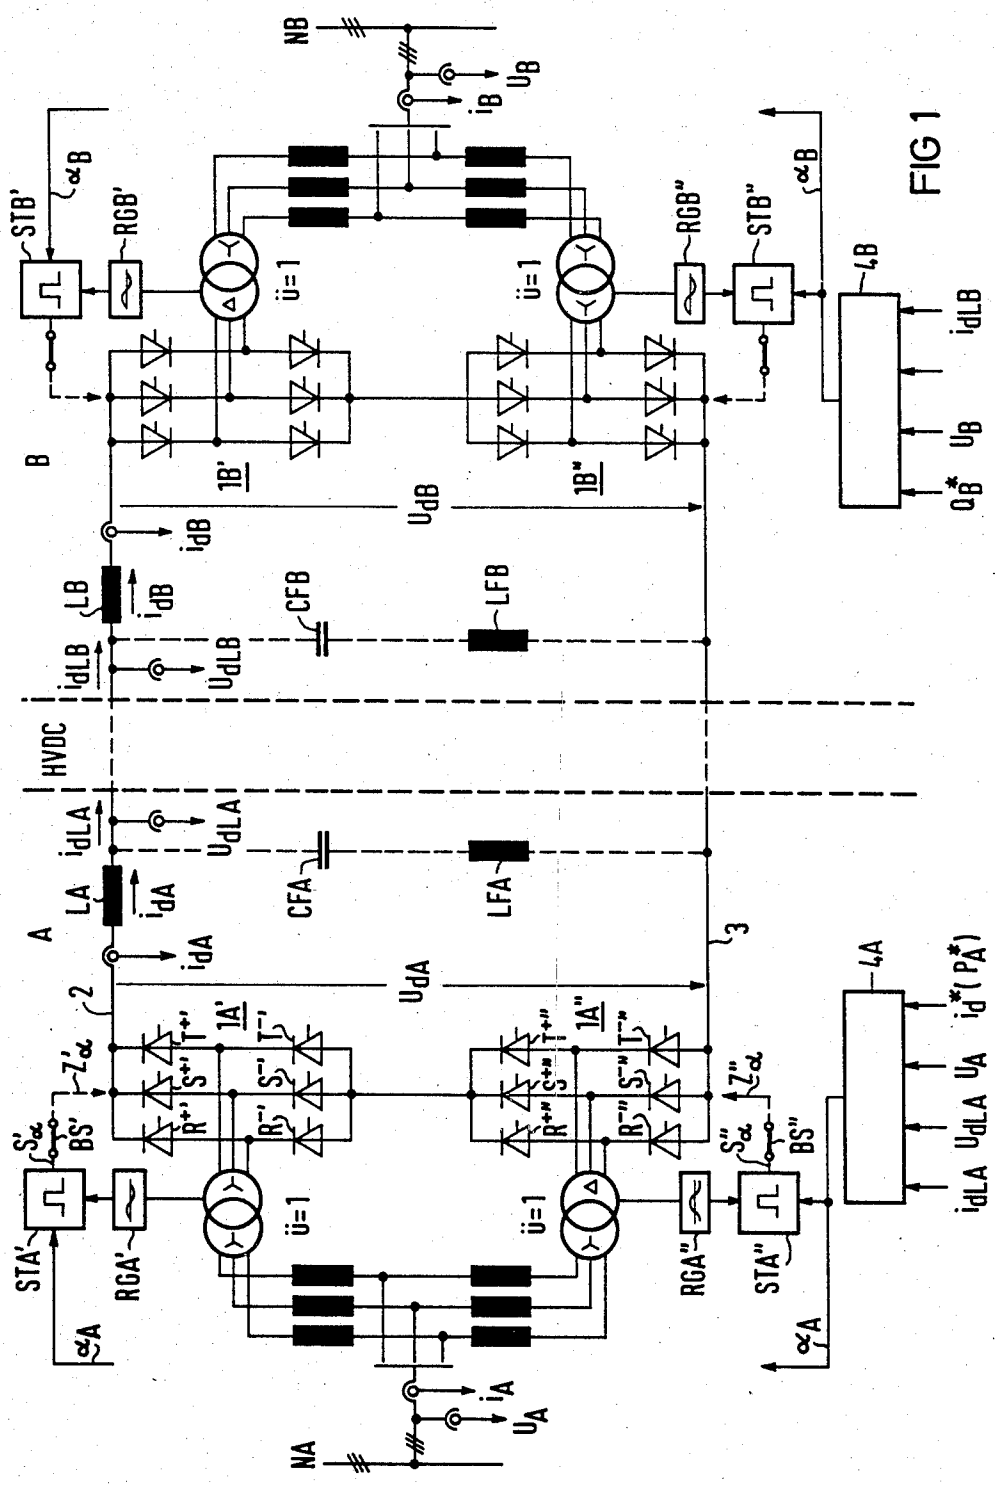 NB
U_B
i_B
STB'
α_B
RGB'
ü=1
ü=1
RGB"
STB"
α_B
FIG 1
4B
B
1B'
1B"
i_dLB
U_B
Q_B*
U_dB
i_dB
LB
i_dB
CFB
LFB
i_dLB
U_dLB
HVDC
i_dLA
U_dLA
LA
i_dA
CFA
LFA
A
i_dA
U_dA
3
4A
i_d*(P_A*)
U_A
U_dLA
i_dLA
2
1A'
1A"
Z'_α
T+' T-' T+" T-"
S+' S-' S+" S-"
R+' R-' R+" R-"
Z"_α
S'_α
BS'
S"_α
BS"
STA'
RGA'
ü=1
ü=1
RGA"
STA"
α_A
α_A
i_A
U_A
NA